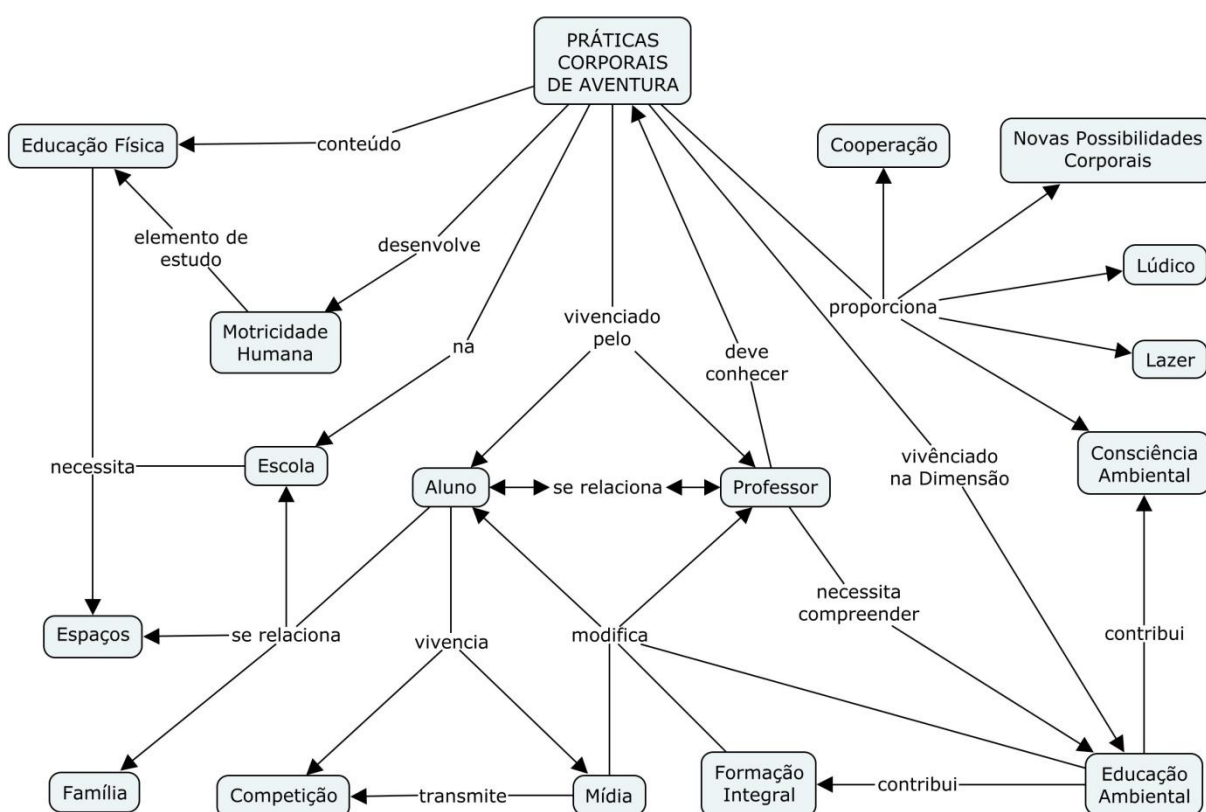 PRÁTICAS
CORPORAIS
DE AVENTURA
Educação Física
conteúdo
Cooperação
Novas Possibilidades
Corporais
elemento de
estudo
desenvolve
Lúdico
Motricidade
Humana
na
vivenciado
pelo
deve
conhecer
proporciona
Lazer
necessita
Escola
Aluno
se relaciona
Professor
vivênciado
na Dimensão
Consciência
Ambiental
Espaços
se relaciona
vivencia
modifica
necessita
compreender
contribui
Família
Competição
transmite
Mídia
Formação
Integral
contribui
Educação
Ambiental